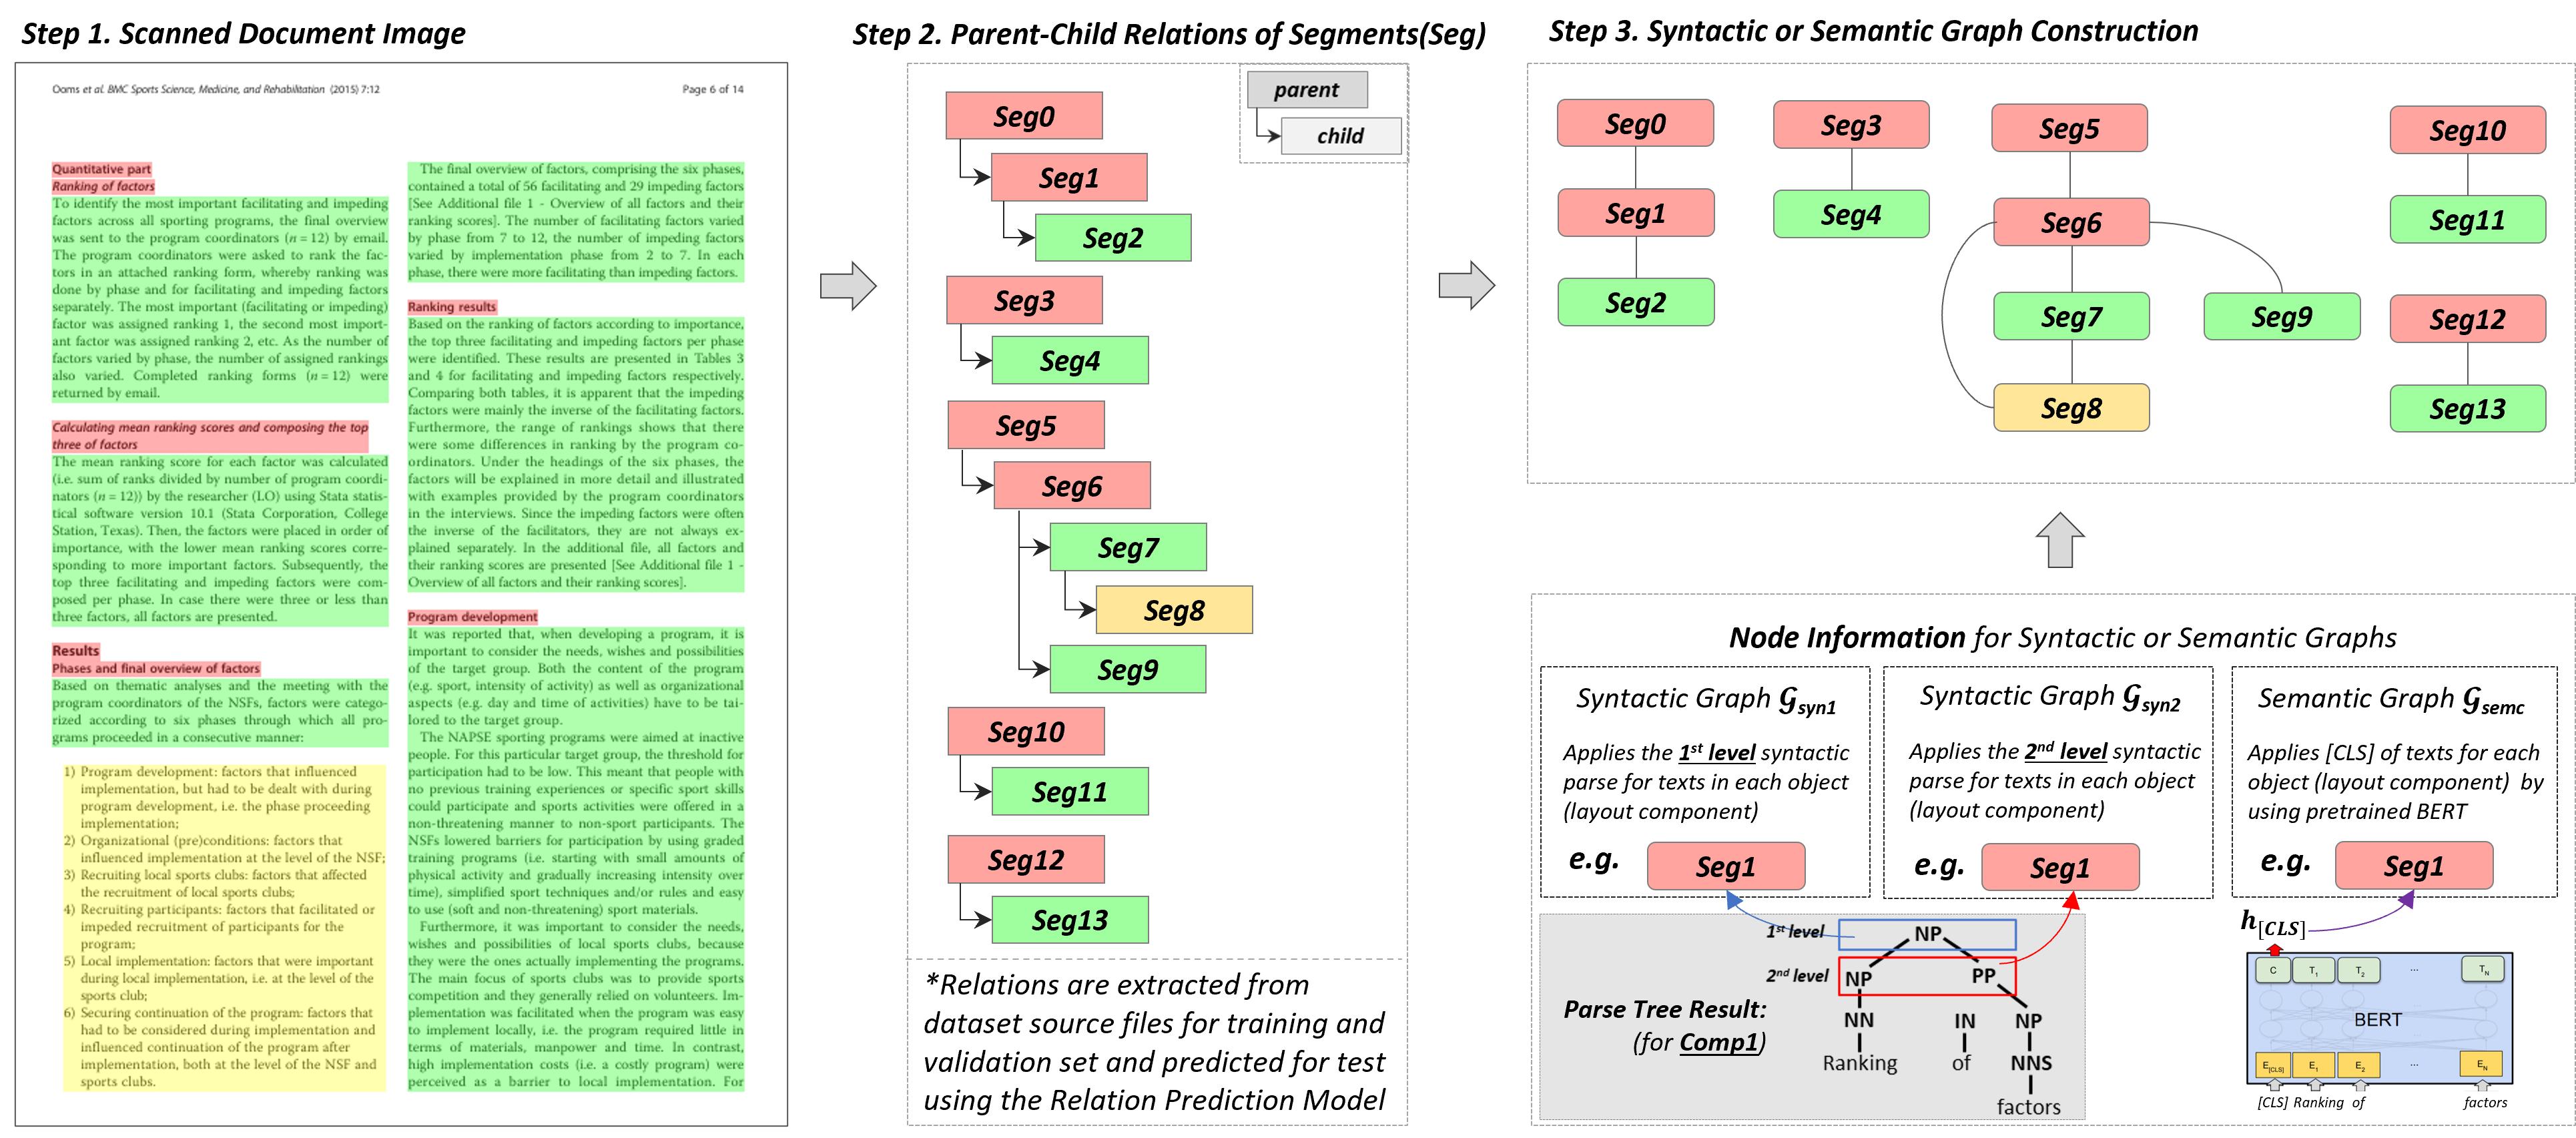 Step 1. Scanned Document Image
Ooms et al. BMC Sports Science, Medicine, and Rehabilitation (2015) 7:12
Page 6 of 14
Quantitative part
Ranking of factors
To identify the most important facilitating and impeding
factors across all sporting programs, the final overview
was sent to the program coordinators (n = 12) by email.
The program coordinators were asked to rank the fac-
tors in an attached ranking form, whereby ranking was
done by phase and for facilitating and impeding factors
separately. The most important (facilitating or impeding)
factor was assigned ranking 1, the second most import-
ant factor was assigned ranking 2, etc. As the number of
factors varied by phase, the number of assigned rankings
also varied. Completed ranking forms (n = 12) were
returned by email.
Calculating mean ranking scores and composing the top
three of factors
The mean ranking score for each factor was calculated
(i.e. sum of ranks divided by number of program coordi-
nators (n = 12)) by the researcher (LO) using Stata statis-
tical software version 10.1 (Stata Corporation, College
Station, Texas). Then, the factors were placed in order of
importance, with the lower mean ranking scores corre-
sponding to more important factors. Subsequently, the
top three facilitating and impeding factors were com-
posed per phase. In case there were three or less than
three factors, all factors are presented.
Results
Phases and final overview of factors
Based on thematic analyses and the meeting with the
program coordinators of the NSFs, factors were catego-
rized according to six phases through which all pro-
grams proceeded in a consecutive manner:
1) Program development: factors that influenced
implementation, but had to be dealt with during
program development, i.e. the phase proceeding
implementation;
2) Organizational (pre)conditions: factors that
influenced implementation at the level of the NSF;
3) Recruiting local sports clubs: factors that affected
the recruitment of local sports clubs;
4) Recruiting participants: factors that facilitated or
impeded recruitment of participants for the
program;
5) Local implementation: factors that were important
during local implementation, i.e. at the level of the
sports club;
6) Securing continuation of the program: factors that
had to be considered during implementation and
influenced continuation of the program after
implementation, both at the level of the NSF and
sports clubs.
The final overview of factors, comprising the six phases,
contained a total of 56 facilitating and 29 impeding factors
[See Additional file 1 - Overview of all factors and their
ranking scores]. The number of facilitating factors varied
by phase from 7 to 12, the number of impeding factors
varied by implementation phase from 2 to 7. In each
phase, there were more facilitating than impeding factors.
Ranking results
Based on the ranking of factors according to importance,
the top three facilitating and impeding factors per phase
were identified. These results are presented in Tables 3
and 4 for facilitating and impeding factors respectively.
Comparing both tables, it is apparent that the impeding
factors were mainly the inverse of the facilitating factors.
Furthermore, the range of rankings shows that there
were some differences in ranking by the program co-
ordinators. Under the headings of the six phases, the
factors will be explained in more detail and illustrated
with examples provided by the program coordinators
in the interviews. Since the impeding factors were often
the inverse of the facilitators, they are not always ex-
plained separately. In the additional file, all factors and
their ranking scores are presented [See Additional file 1 -
Overview of all factors and their ranking scores].
Program development
It was reported that, when developing a program, it is
important to consider the needs, wishes and possibilities
of the target group. Both the content of the program
(e.g. sport, intensity of activity) as well as organizational
aspects (e.g. day and time of activities) have to be tai-
lored to the target group.
The NAPSE sporting programs were aimed at inactive
people. For this particular target group, the threshold for
participation had to be low. This meant that people with
no previous training experiences or specific sport skills
could participate and sports activities were offered in a
non-threatening manner to non-sport participants. The
NSFs lowered barriers for participation by using graded
training programs (i.e. starting with small amounts of
physical activity and gradually increasing intensity over
time), simplified sport techniques and/or rules and easy
to use (soft and non-threatening) sport materials.
Furthermore, it was important to consider the needs,
wishes and possibilities of local sports clubs, because
they were the ones actually implementing the programs.
The main focus of sports clubs was to provide sports
competition and they generally relied on volunteers. Im-
plementation was facilitated when the program was easy
to implement locally, i.e. the program required little in
terms of materials, manpower and time. In contrast,
high implementation costs (i.e. a costly program) were
perceived as a barrier to local implementation. For
Step 2. Parent-Child Relations of Segments(Seg)
parent
child
Seg0
Seg1
Seg2
Seg3
Seg4
Seg5
Seg6
Seg7
Seg8
Seg9
Seg10
Seg11
Seg12
Seg13
*Relations are extracted from
dataset source files for training and
validation set and predicted for test
using the Relation Prediction Model
Step 3. Syntactic or Semantic Graph Construction
Seg0
Seg1
Seg2
Seg3
Seg4
Seg5
Seg6
Seg7
Seg8
Seg9
Seg10
Seg11
Seg12
Seg13
Node Information for Syntactic or Semantic Graphs
Syntactic Graph Gsyn1
Applies the 1st level syntactic
parse for texts in each object
(layout component)
e.g. Seg1
Syntactic Graph Gsyn2
Applies the 2nd level syntactic
parse for texts in each object
(layout component)
e.g. Seg1
Semantic Graph Gsemc
Applies [CLS] of texts for each
object (layout component) by
using pretrained BERT
e.g. Seg1
1st level NP
2nd level NP PP
Parse Tree Result:
(for Comp1)
NN IN NP
Ranking of NNS
factors
h[CLS]
C T1 T2 ... TN
BERT
E[CLS] E1 E2 ... EN
[CLS] Ranking of factors